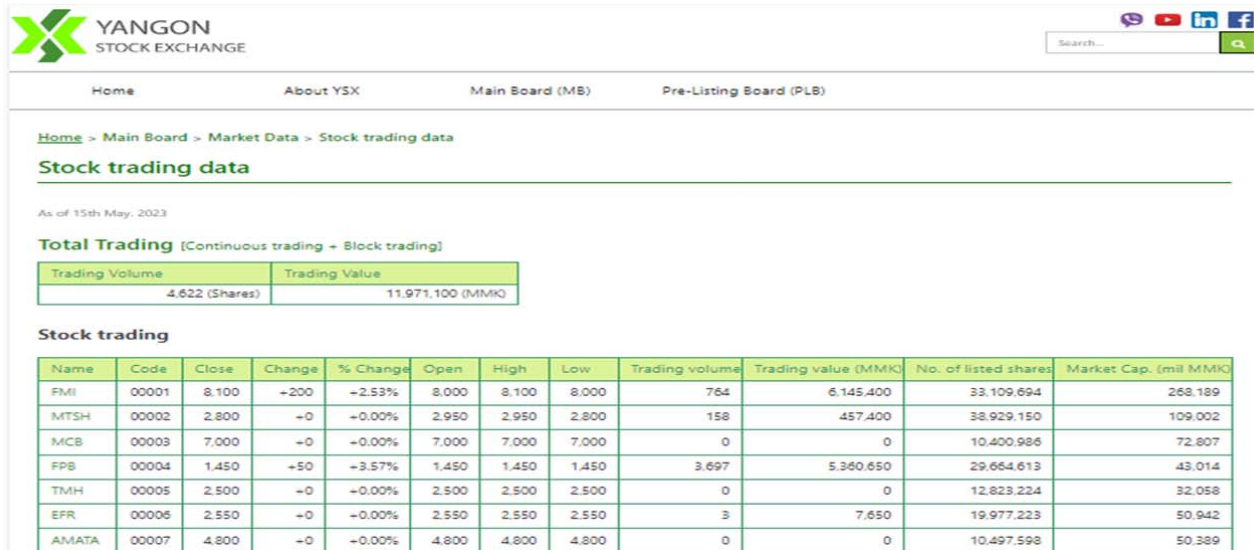 YANGON
STOCK EXCHANGE
Search...
Home About YSX Main Board (MB) Pre-Listing Board (PLB)
Home > Main Board > Market Data > Stock trading data
Stock trading data
As of 15th May. 2023
Total Trading [Continuous trading + Block trading]
Trading Volume Trading Value
4,622 (Shares) 11,971,100 (MMK)
Stock trading
Name Code Close Change % Change Open High Low Trading volume Trading value (MMK) No. of listed shares Market Cap. (mil MMK)
FMI 00001 8,100 +200 +2.53% 8,000 8,100 8,000 764 6,145,400 33,109,694 268,189
MTSH 00002 2,800 +0 +0.00% 2,950 2,950 2,800 158 457,400 38,929,150 109,002
MCB 00003 7,000 +0 +0.00% 7,000 7,000 7,000 0 0 10,400,986 72,807
FPB 00004 1,450 +50 +3.57% 1,450 1,450 1,450 3,697 5,360,650 29,664,613 43,014
TMH 00005 2,500 +0 +0.00% 2,500 2,500 2,500 0 0 12,823,224 32,058
EFR 00006 2,550 +0 +0.00% 2,550 2,550 2,550 3 7,650 19,977,223 50,942
AMATA 00007 4,800 +0 +0.00% 4,800 4,800 4,800 0 0 10,497,598 50,389